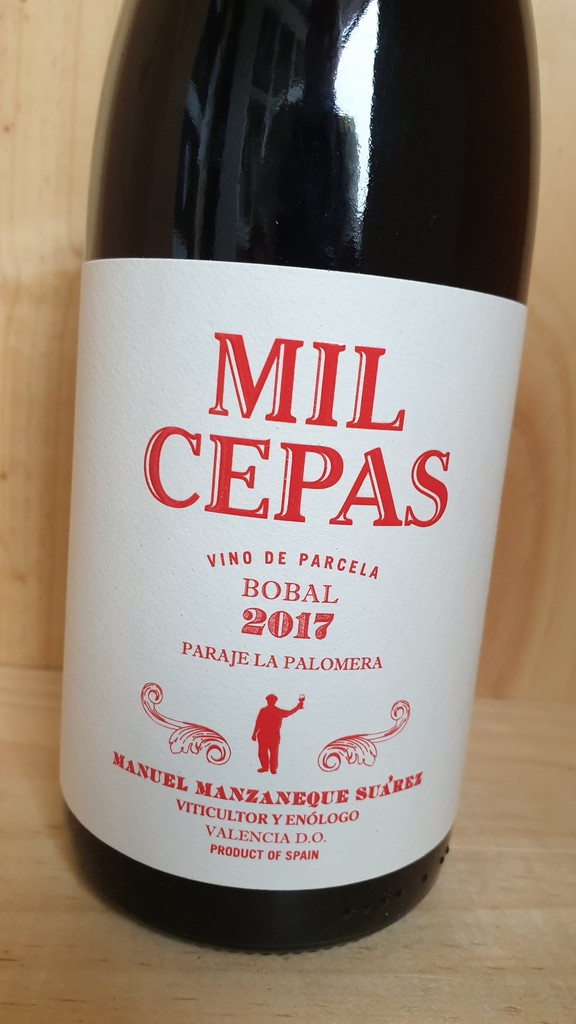 MIL
CEPAS
VINO DE PARCELA
BOBAL
2017
PARAJE LA PALOMERA
MANUEL MANZANEQUE SUÁREZ
VITICULTOR Y ENÓLOGO
VALENCIA D.O.
PRODUCT OF SPAIN